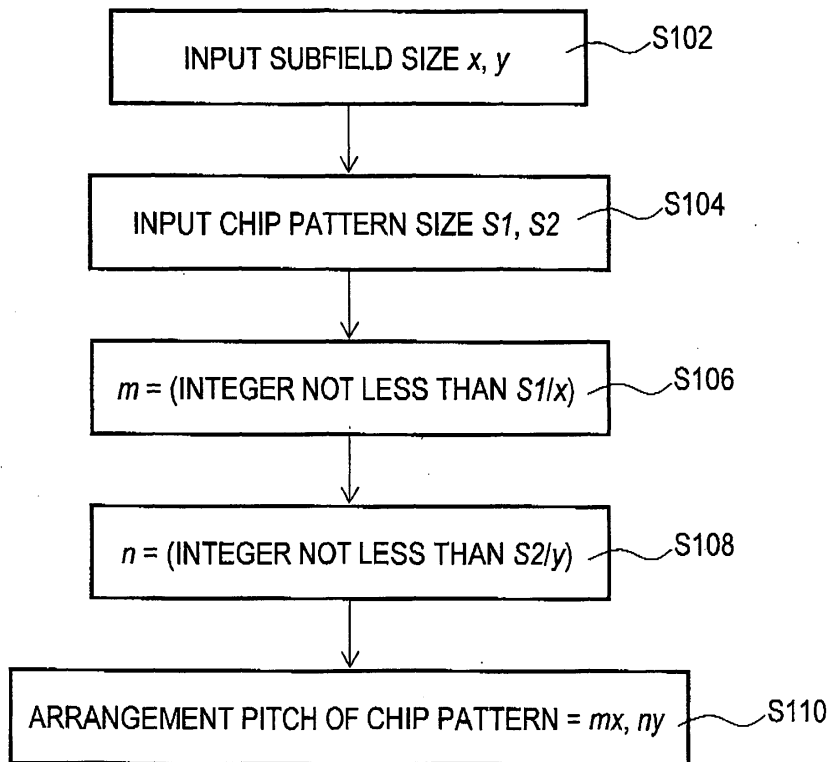 INPUT SUBFIELD SIZE x, y
S102
INPUT CHIP PATTERN SIZE S1, S2
S104
m = (INTEGER NOT LESS THAN S1/x)
S106
n = (INTEGER NOT LESS THAN S2/y)
S108
ARRANGEMENT PITCH OF CHIP PATTERN = mx, ny
S110